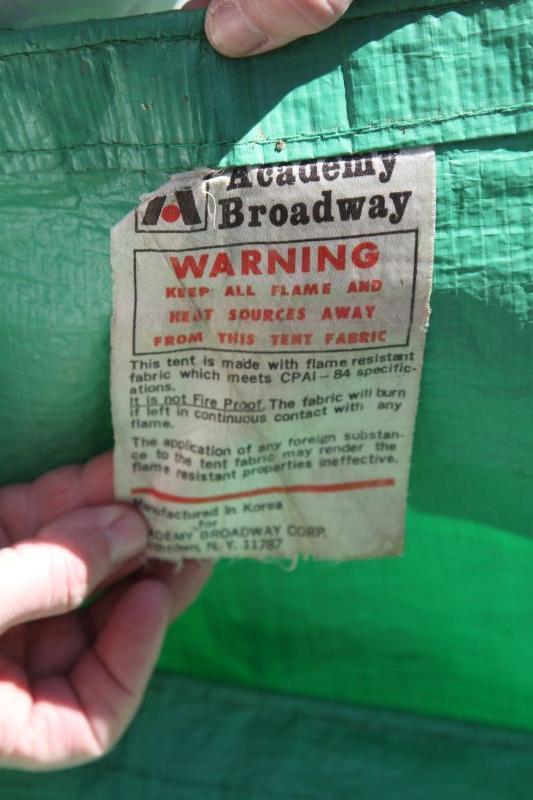 Academy
Broadway
WARNING
KEEP ALL FLAME AND
HEAT SOURCES AWAY
FROM THIS TENT FABRIC
This tent is made with flame resistant
fabric which meets CPAI-84 specific-
ations.
It is not Fire Proof. The fabric will burn
if left in continuous contact with any
flame.
The application of any foreign substan-
ce to the tent fabric may render the
flame resistant properties ineffective.
Manufactured In Korea
for
ADEMY BROADWAY CORP.
N. Y. 11787